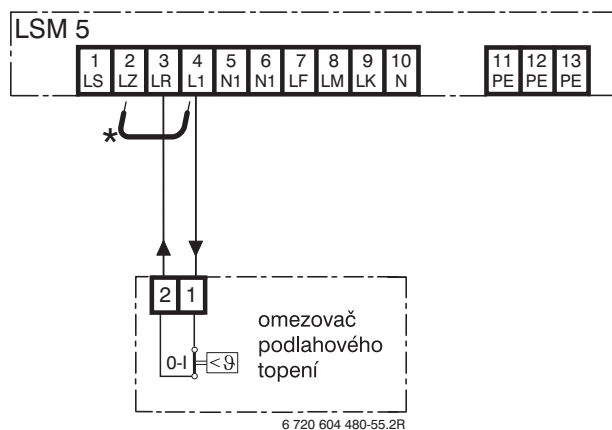 LSM 5
1 2 3 4 5 6 7 8 9 10 11 12 13
LS LZ LR L1 N1 N1 LF LM LK N PE PE PE
*
2 1
omezovač
podlahového
topení
0-I <ϑ
6 720 604 480-55.2R